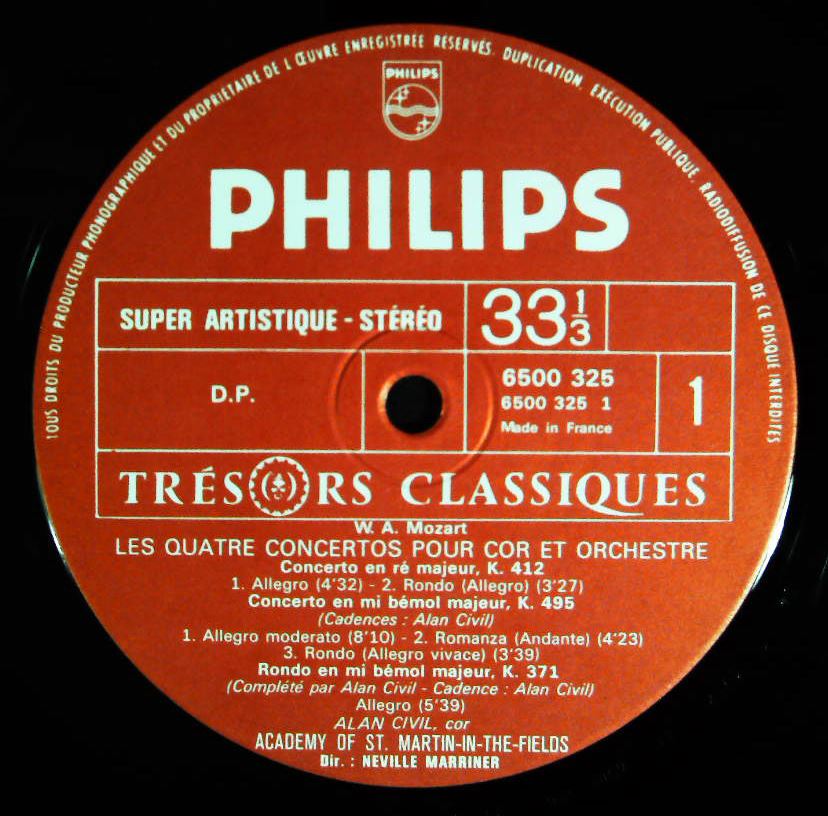 TOUS DROITS DU PRODUCTEUR PHONOGRAPHIQUE ET DU PROPRIETAIRE DE L'ŒUVRE ENREGISTREE RESERVES. DUPLICATION, EXECUTION PUBLIQUE, RADIODIFFUSION DE CE DISQUE INTERDITES
PHILIPS
PHILIPS
SUPER ARTISTIQUE - STÉRÉO
33 1/3
D.P.
6500 325
6500 325 1
Made in France
1
TRÉSORS CLASSIQUES
W. A. Mozart
LES QUATRE CONCERTOS POUR COR ET ORCHESTRE
Concerto en ré majeur, K. 412
1. Allegro (4'32) - 2. Rondo (Allegro) (3'27)
Concerto en mi bémol majeur, K. 495
(Cadences : Alan Civil)
1. Allegro moderato (8'10) - 2. Romanza (Andante) (4'23)
3. Rondo (Allegro vivace) (3'39)
Rondo en mi bémol majeur, K. 371
(Complété par Alan Civil - Cadence : Alan Civil)
Allegro (5'39)
ALAN CIVIL, cor
ACADEMY OF ST. MARTIN-IN-THE-FIELDS
Dir. : NEVILLE MARRINER